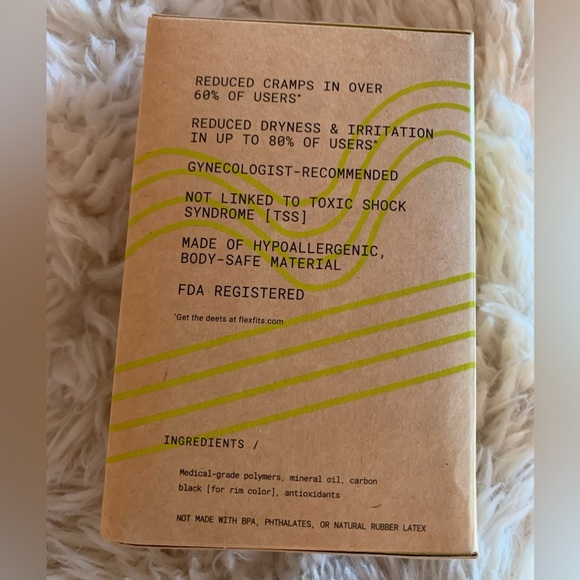 REDUCED CRAMPS IN OVER
60% OF USERS*
REDUCED DRYNESS & IRRITATION
IN UP TO 80% OF USERS*
GYNECOLOGIST-RECOMMENDED
NOT LINKED TO TOXIC SHOCK
SYNDROME [TSS]
MADE OF HYPOALLERGENIC,
BODY-SAFE MATERIAL
FDA REGISTERED
*Get the deets at flexfits.com
INGREDIENTS /
Medical-grade polymers, mineral oil, carbon
black [for rim color], antioxidants
NOT MADE WITH BPA, PHTHALATES, OR NATURAL RUBBER LATEX